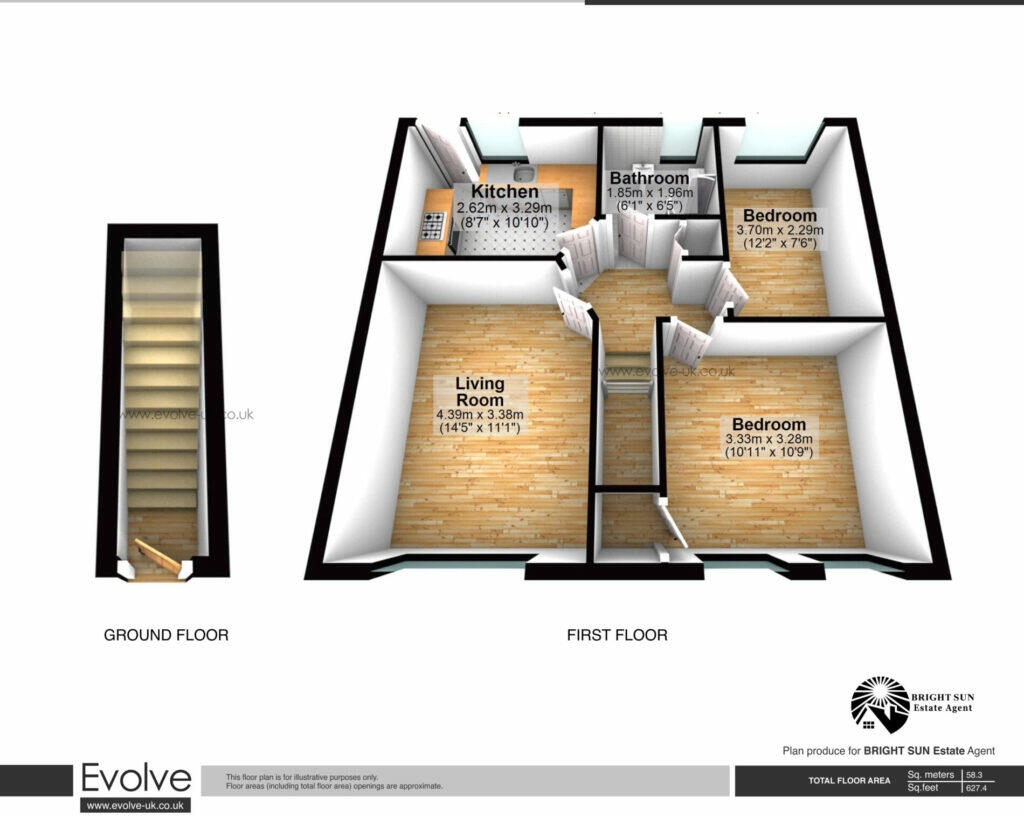 Kitchen
2.62m x 3.29m
(8'7" x 10'10")
Bathroom
1.85m x 1.96m
(6'1" x 6'5")
Bedroom
3.70m x 2.29m
(12'2" x 7'6")
Living
Room
4.39m x 3.38m
(14'5" x 11'1")
Bedroom
3.33m x 3.28m
(10'11" x 10'9")
www.evolve-uk.co.uk
www.evolve-uk.co.uk
GROUND FLOOR
FIRST FLOOR
BRIGHT SUN
Estate Agent
Plan produce for BRIGHT SUN Estate Agent
Evolve
www.evolve-uk.co.uk
This floor plan is for illustrative purposes only.
Floor areas (including total floor area) openings are approximate.
TOTAL FLOOR AREA
Sq. meters 58.3
Sq.feet 627.4